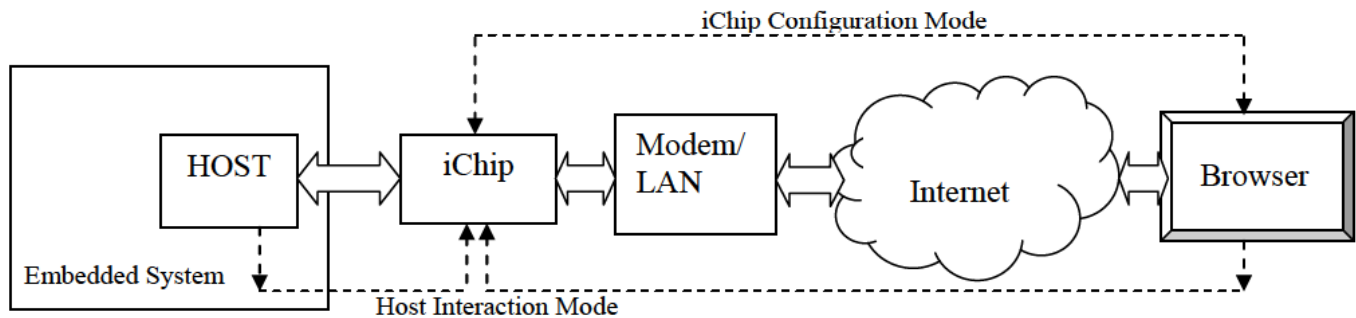 iChip Configuration Mode
HOST
iChip
Modem/
LAN
Internet
Browser
Embedded System
Host Interaction Mode